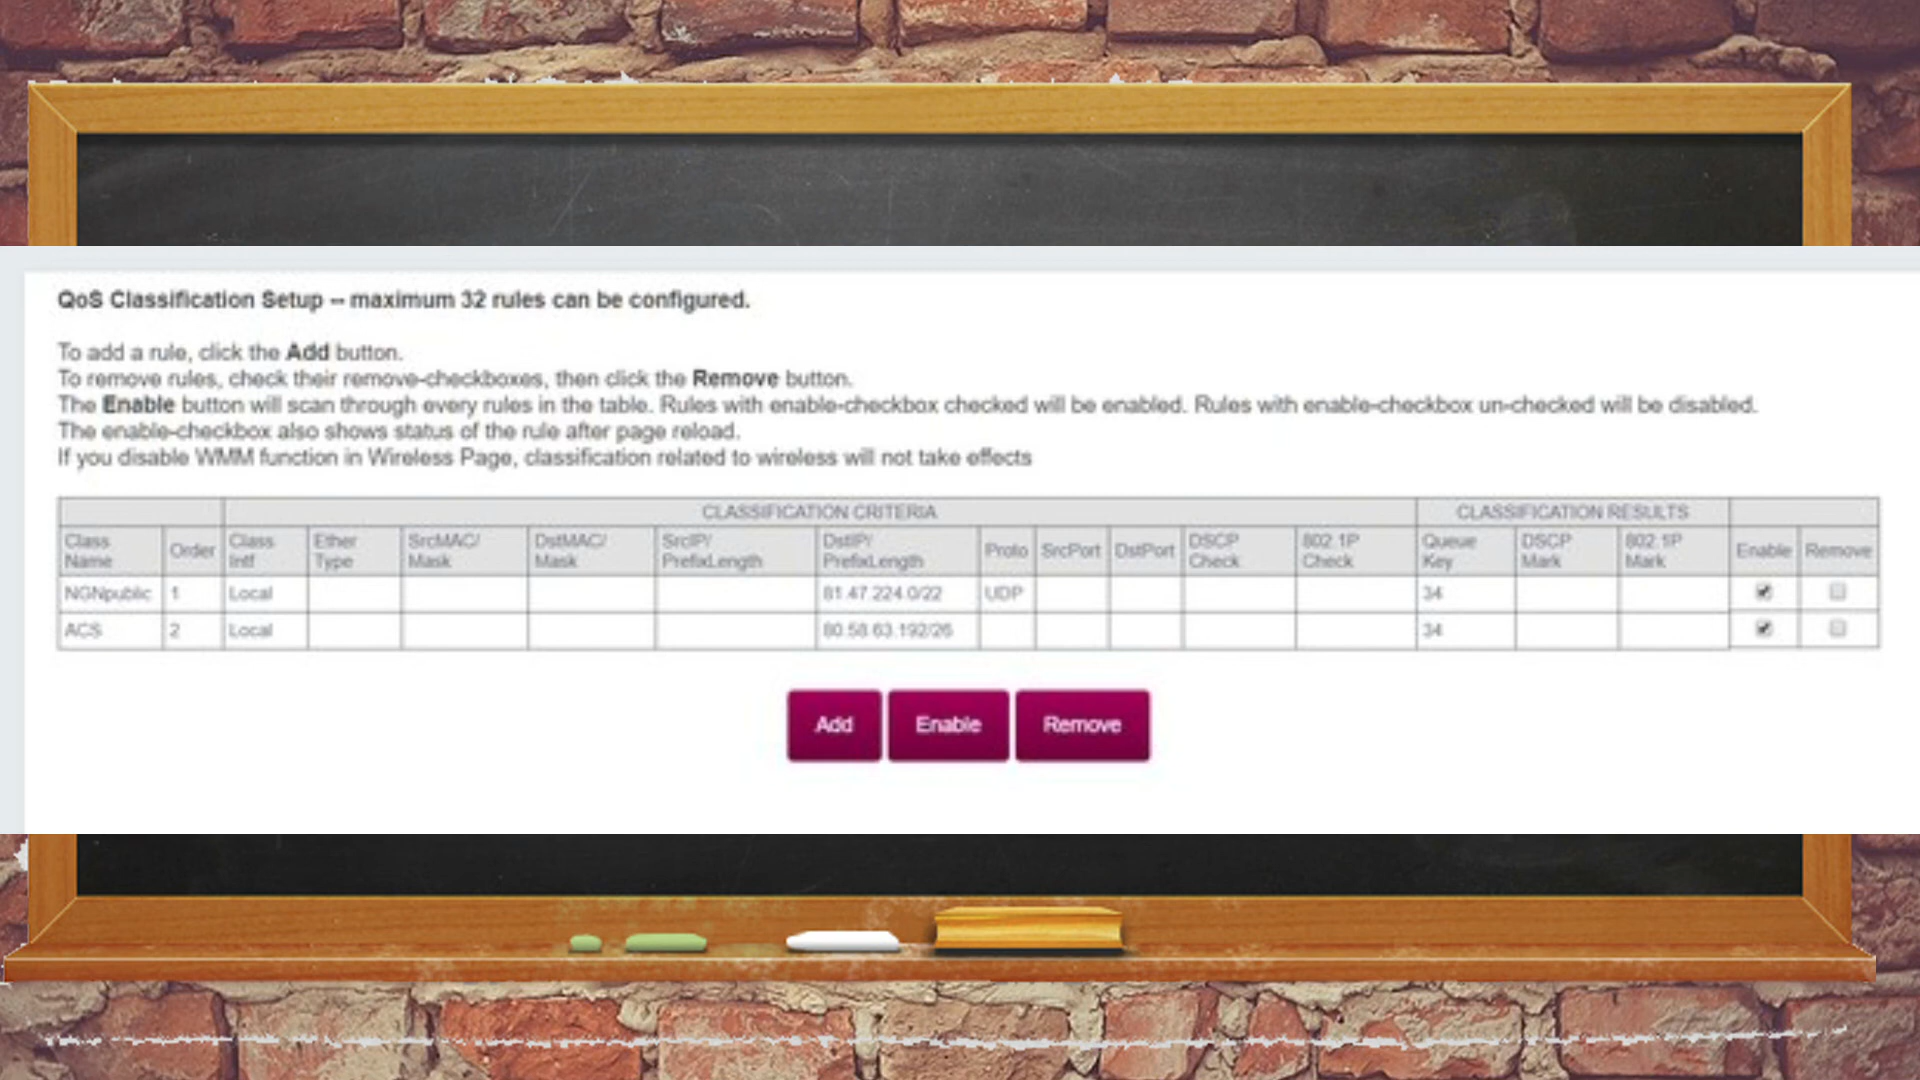 QoS Classification Setup -- maximum 32 rules can be configured.
To add a rule, click the Add button.
To remove rules, check their remove-checkboxes, then click the Remove button.
The Enable button will scan through every rules in the table. Rules with enable-checkbox checked will be enabled. Rules with enable-checkbox un-checked will be disabled.
The enable-checkbox also shows status of the rule after page reload.
If you disable WMM function in Wireless Page, classification related to wireless will not take effects
CLASSIFICATION CRITERIA CLASSIFICATION RESULTS
Class Name Order Class Intf Ether Type SrcMAC/ Mask DstMAC/ Mask SrcIP/ PrefixLength DstIP/ PrefixLength Proto SrcPort DstPort DSCP Check 802.1P Check Queue Key DSCP Mark 802.1P Mark Enable Remove
NGNpublic 1 Local 81.47.224.0/22 UDP 34
ACS 2 Local 80.58.63.192/26 34
Add Enable Remove